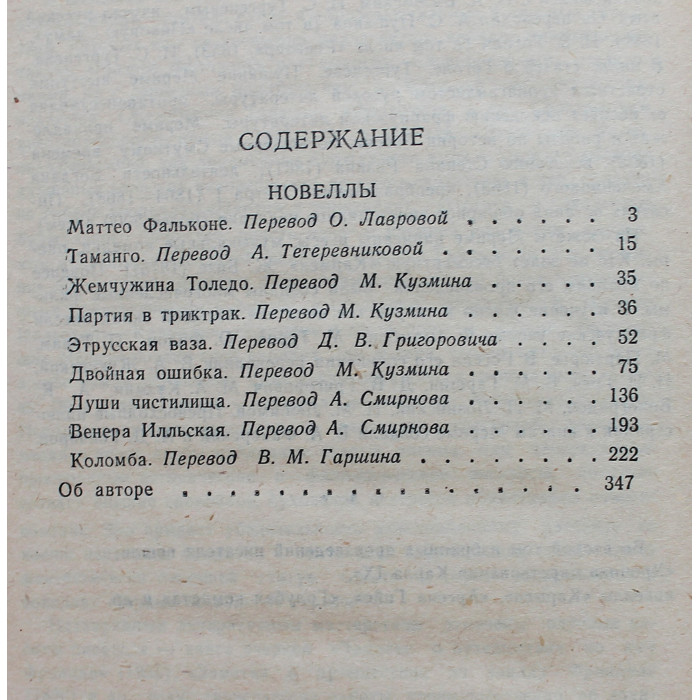 СОДЕРЖАНИЕ
НОВЕЛЛЫ
Маттео Фальконе. Перевод О. Лавровой . . . . . . 3
Таманго. Перевод А. Тетеревниковой . . . . . . . 15
Жемчужина Толедо. Перевод М. Кузмина . . . . . 35
Партия в триктрак. Перевод М. Кузмина . . . . . . 36
Этрусская ваза. Перевод Д. В. Григоровича . . . . 52
Двойная ошибка. Перевод М. Кузмина . . . . . . 75
Души чистилища. Перевод А. Смирнова . . . . . . 136
Венера Илльская. Перевод А. Смирнова . . . . . . 193
Коломба. Перевод В. М. Гаршина . . . . . . . . 222
Об авторе . . . . . . . . . . . . . . . . 347